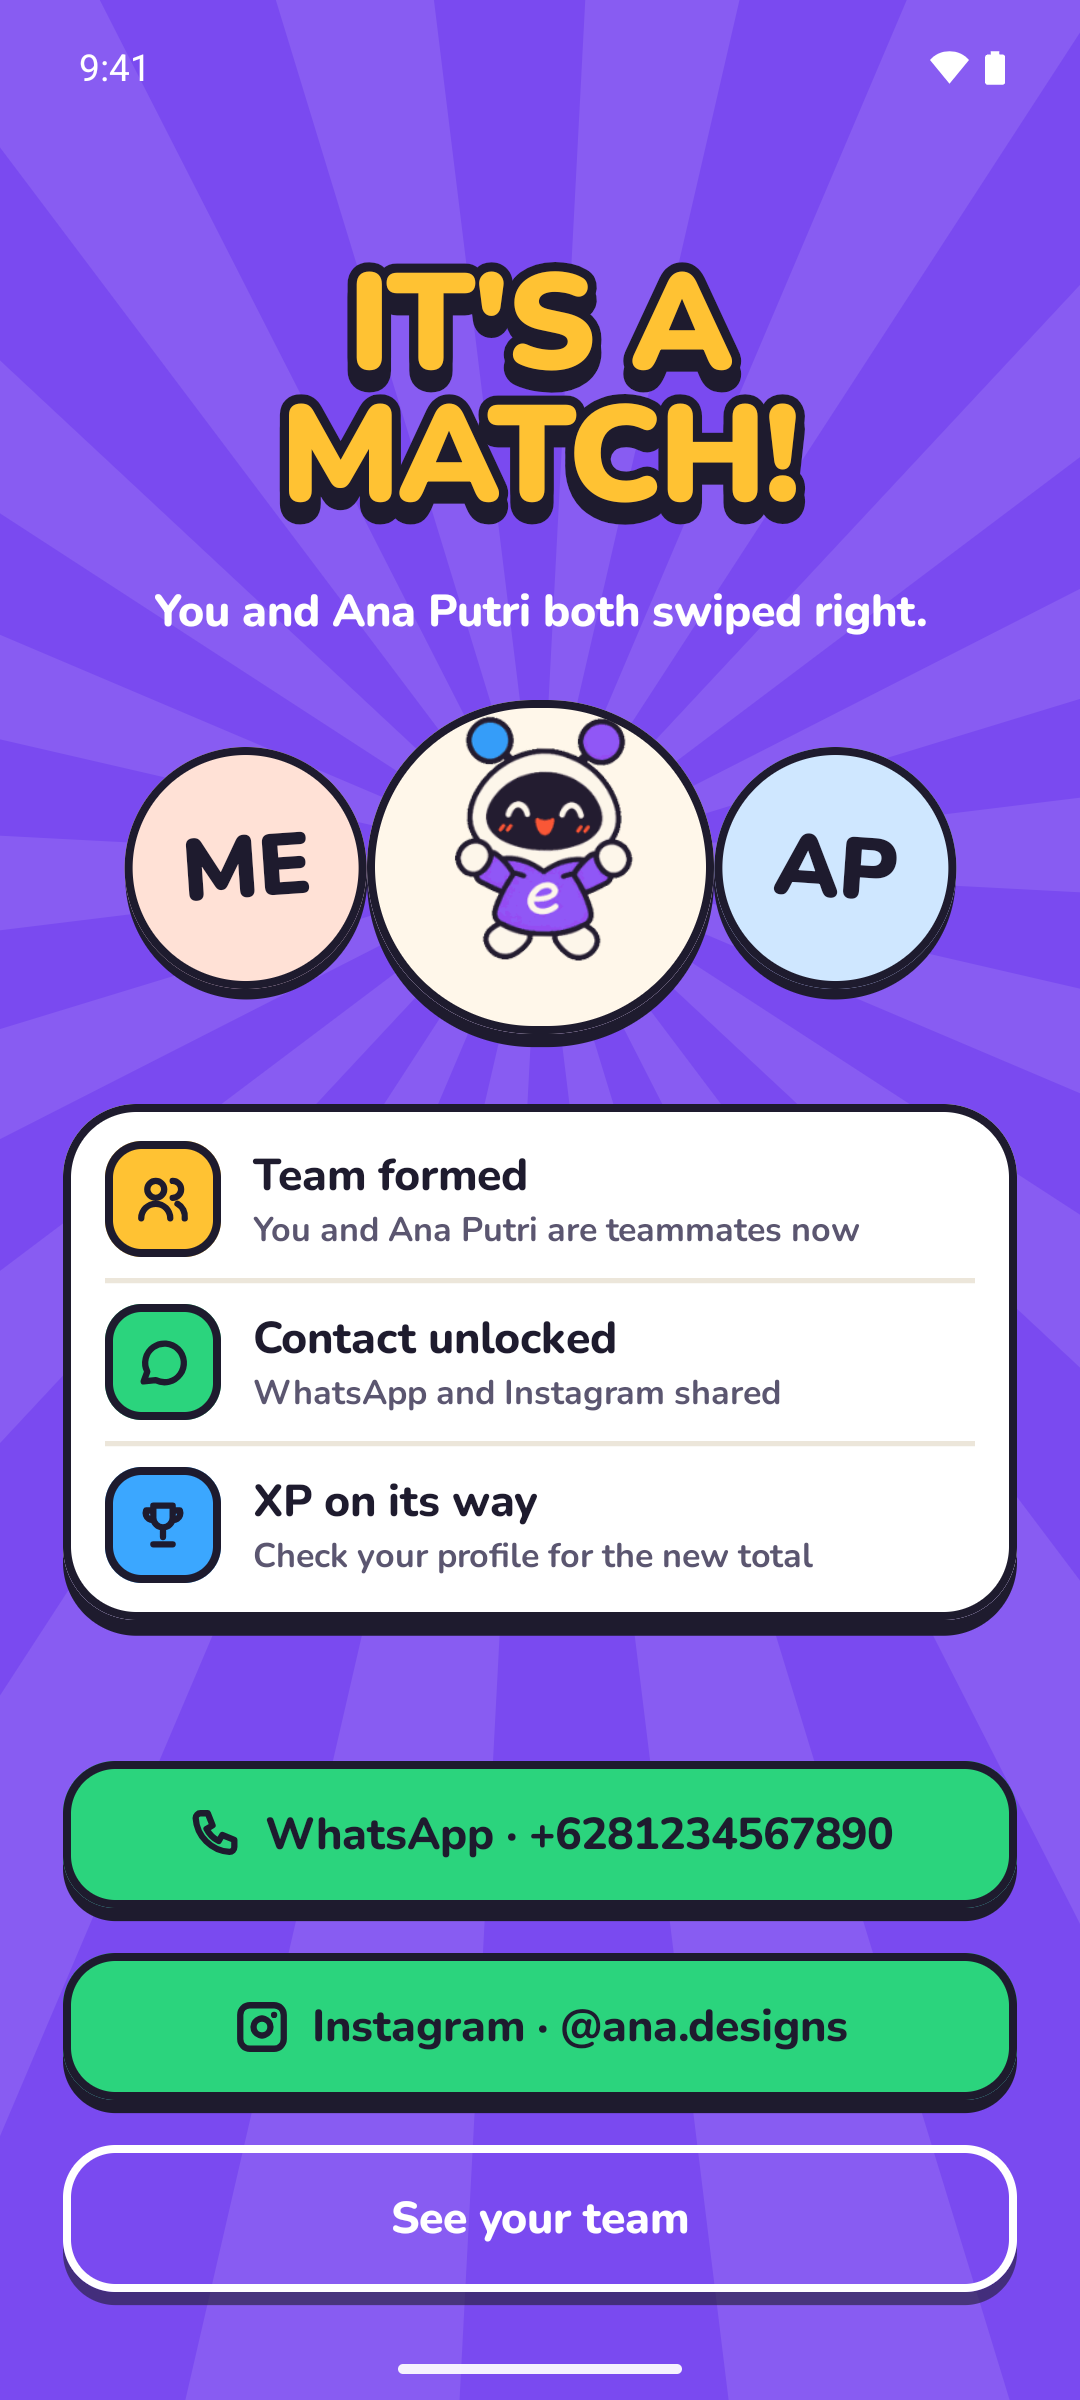 9:41
IT'S A
MATCH!
You and Ana Putri both swiped right.
ME
e
AP
Team formed
You and Ana Putri are teammates now
Contact unlocked
WhatsApp and Instagram shared
XP on its way
Check your profile for the new total
WhatsApp · +6281234567890
Instagram · @ana.designs
See your team